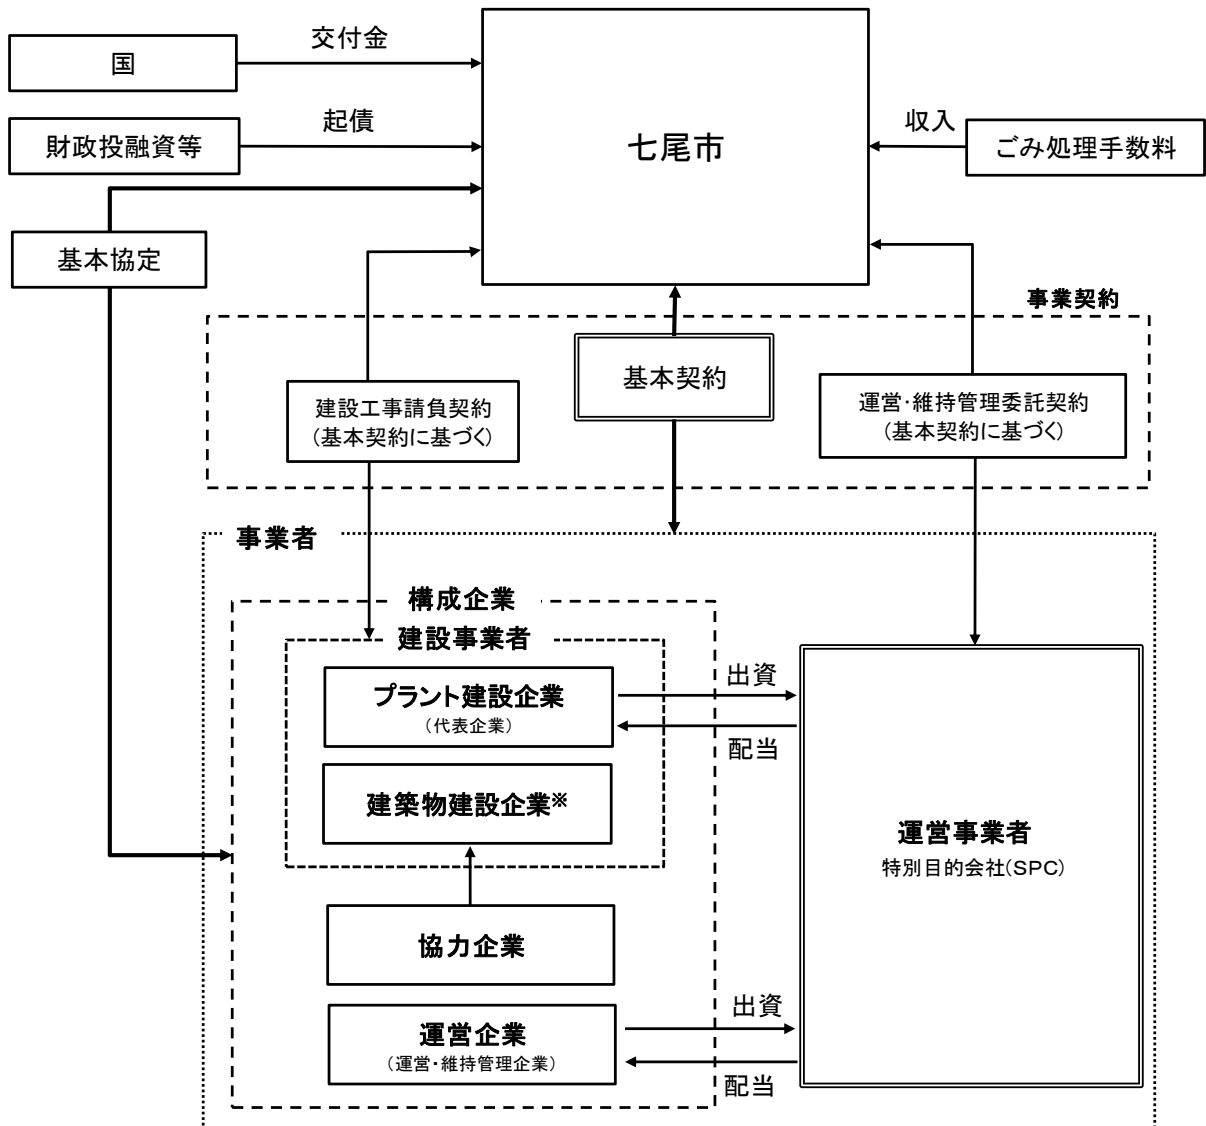 国
交付金
財政投融資等
起債
七尾市
収入
ごみ処理手数料
基本協定
事業契約
基本契約
建設工事請負契約
(基本契約に基づく)
運営・維持管理委託契約
(基本契約に基づく)
事業者
構成企業
建設事業者
プラント建設企業
（代表企業）
出資
配当
建築物建設企業※
運営事業者
特別目的会社(SPC)
協力企業
運営企業
（運営・維持管理企業）
出資
配当